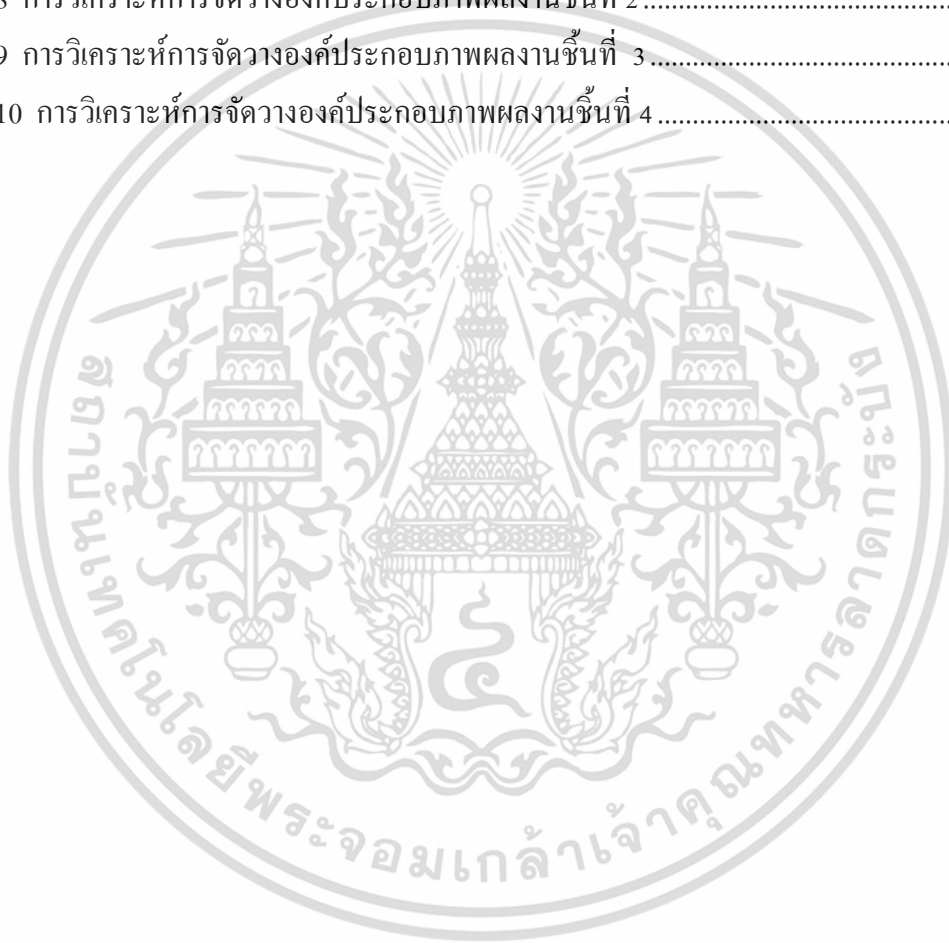 8 การวิเคราะห์การจัดวางองค์ประกอบภาพผลงานชิ้นที่ 2
9 การวิเคราะห์การจัดวางองค์ประกอบภาพผลงานชิ้นที่ 3
10 การวิเคราะห์การจัดวางองค์ประกอบภาพผลงานชิ้นที่ 4
๔
สถาบันเทคโนโลยีพระจอมเกล้าเจ้าคุณทหารลาดกระบัง